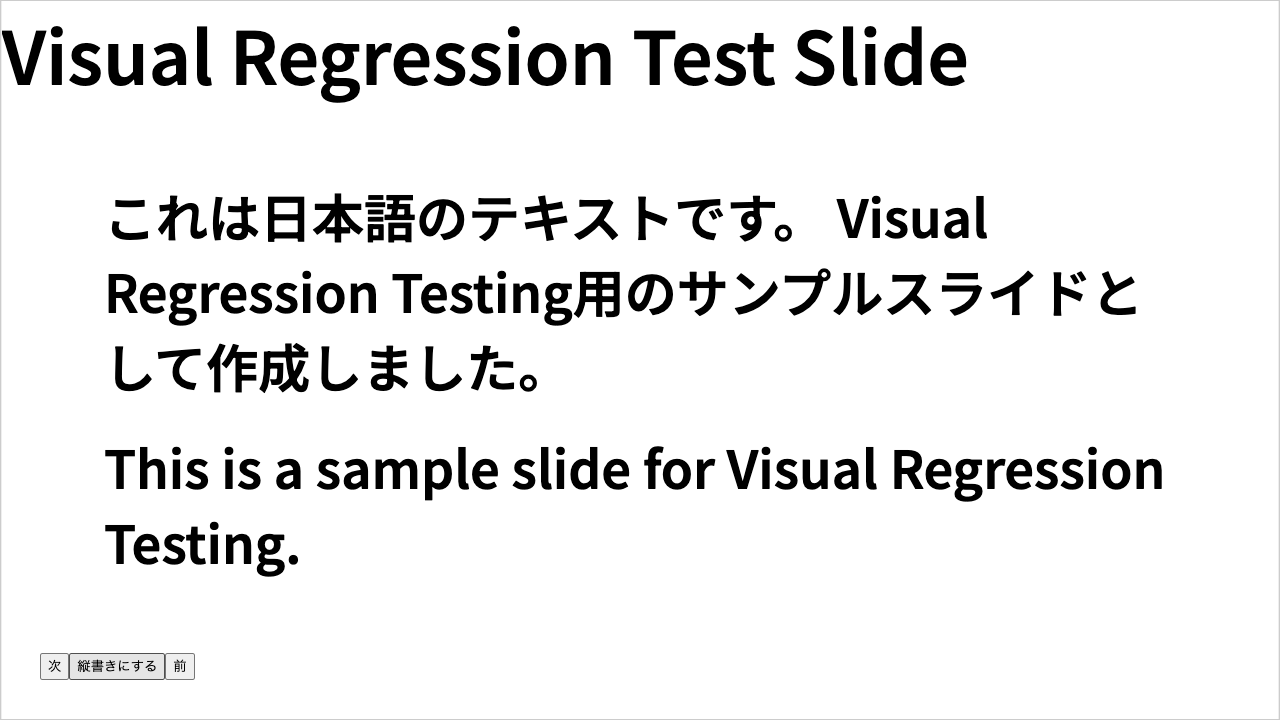 Visual Regression Test Slide
これは日本語のテキストです。 Visual
Regression Testing用のサンプルスライドと
して作成しました。
This is a sample slide for Visual Regression
Testing.
次 縦書きにする 前